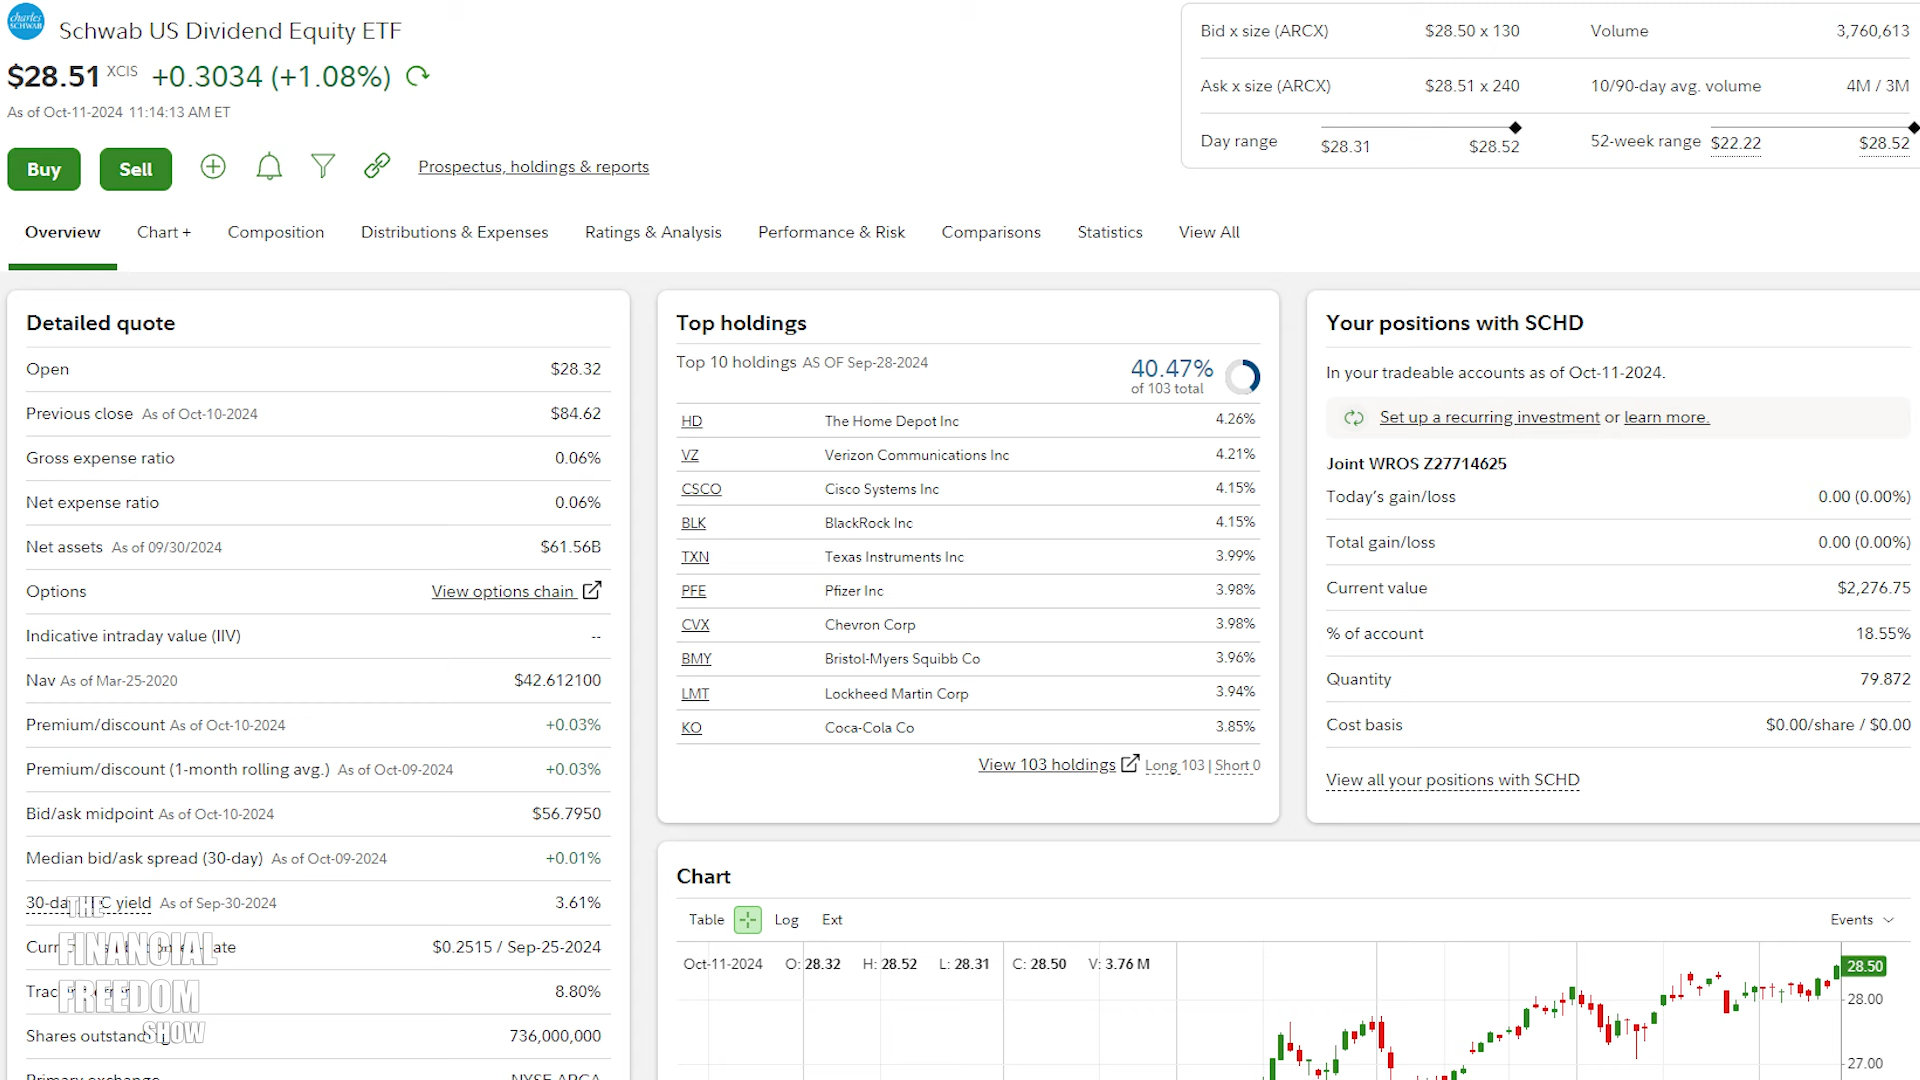 charles
SCHWAB
Schwab US Dividend Equity ETF
$28.51 XCIS +0.3034 (+1.08%)
As of Oct-11-2024 11:14:13 AM ET
Buy Sell Prospectus, holdings & reports
Bid x size (ARCX) $28.50 x 130 Volume 3,760,613
Ask x size (ARCX) $28.51 x 240 10/90-day avg. volume 4M / 3M
Day range $28.31 $28.52 52-week range $22.22 $28.52
Overview Chart + Composition Distributions & Expenses Ratings & Analysis Performance & Risk Comparisons Statistics View All
Detailed quote
Open $28.32
Previous close As of Oct-10-2024 $84.62
Gross expense ratio 0.06%
Net expense ratio 0.06%
Net assets As of 09/30/2024 $61.56B
Options View options chain
Indicative intraday value (IIV) --
Nav As of Mar-25-2020 $42.612100
Premium/discount As of Oct-10-2024 +0.03%
Premium/discount (1-month rolling avg.) As of Oct-09-2024 +0.03%
Bid/ask midpoint As of Oct-10-2024 $56.7950
Median bid/ask spread (30-day) As of Oct-09-2024 +0.01%
yield As of Sep-30-2024 3.61%
$0.2515 / Sep-25-2024
8.80%
Shares 736,000,000
NYSE ARCA
THE
FINANCIAL
FREEDOM
SHOW
Top holdings
Top 10 holdings AS OF Sep-28-2024 40.47%
of 103 total
HD The Home Depot Inc 4.26%
VZ Verizon Communications Inc 4.21%
CSCO Cisco Systems Inc 4.15%
BLK BlackRock Inc 4.15%
TXN Texas Instruments Inc 3.99%
PFE Pfizer Inc 3.98%
CVX Chevron Corp 3.98%
BMY Bristol-Myers Squibb Co 3.96%
LMT Lockheed Martin Corp 3.94%
KO Coca-Cola Co 3.85%
View 103 holdings Long 103 | Short 0
Your positions with SCHD
In your tradeable accounts as of Oct-11-2024.
Set up a recurring investment or learn more.
Joint WROS Z27714625
Today's gain/loss 0.00 (0.00%)
Total gain/loss 0.00 (0.00%)
Current value $2,276.75
% of account 18.55%
Quantity 79.872
Cost basis $0.00/share / $0.00
View all your positions with SCHD
Chart
Table Log Ext Events
Oct-11-2024 O: 28.32 H: 28.52 L: 28.31 C: 28.50 V: 3.76 M
28.50
28.00
27.00